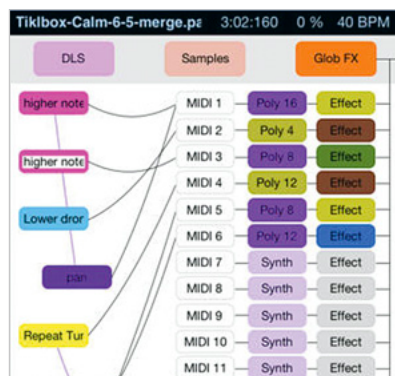 Tiklbox-Calm-6-5-merge.pa 3:02:160 0 % 40 BPM
DLS Samples Glob FX
higher note MIDI 1 Poly 16 Effect
MIDI 2 Poly 4 Effect
higher note MIDI 3 Poly 8 Effect
MIDI 4 Poly 12 Effect
Lower dror MIDI 5 Poly 8 Effect
MIDI 6 Poly 12 Effect
pan MIDI 7 Synth Effect
MIDI 8 Synth Effect
MIDI 9 Synth Effect
Repeat Tur MIDI 10 Synth Effect
MIDI 11 Synth Effect